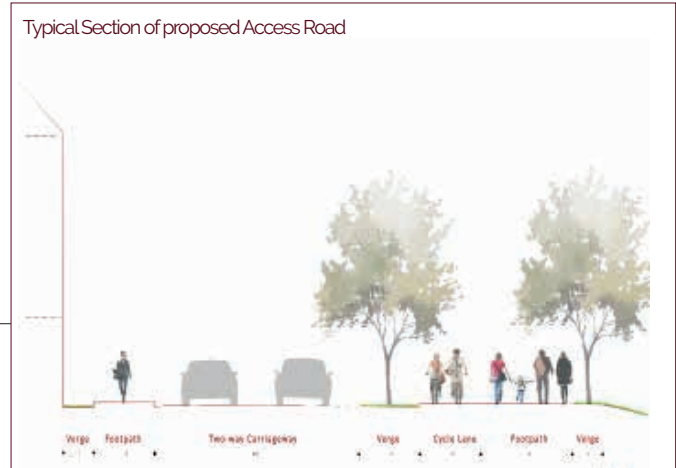 Typical Section of proposed Access Road
Verge Footpath Two way Carriageway Verge Cycle Lane Footpath Verge